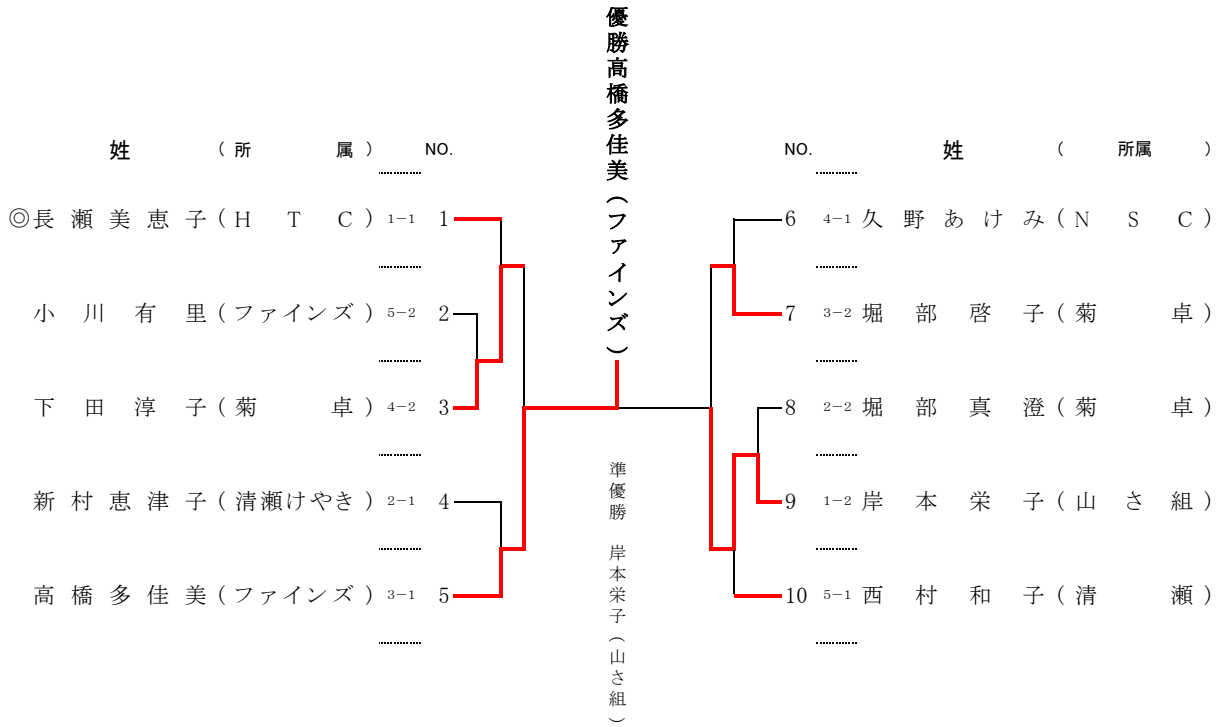 優勝高橋多佳美(ファインズ)
姓 (所 属) NO.
NO. 姓 ( 所属 )
◎長瀬美恵子(HTC) 1-1 1
6 4-1 久野あけみ(NSC)
小川有里(ファインズ) 5-2 2
7 3-2 堀部啓子(菊卓)
下田淳子(菊卓) 4-2 3
8 2-2 堀部真澄(菊卓)
新村恵津子(清瀬けやき) 2-1 4
9 1-2 岸本栄子(山さ組)
高橋多佳美(ファインズ) 3-1 5
10 5-1 西村和子(清瀬)
準優勝 岸本栄子(山さ組)